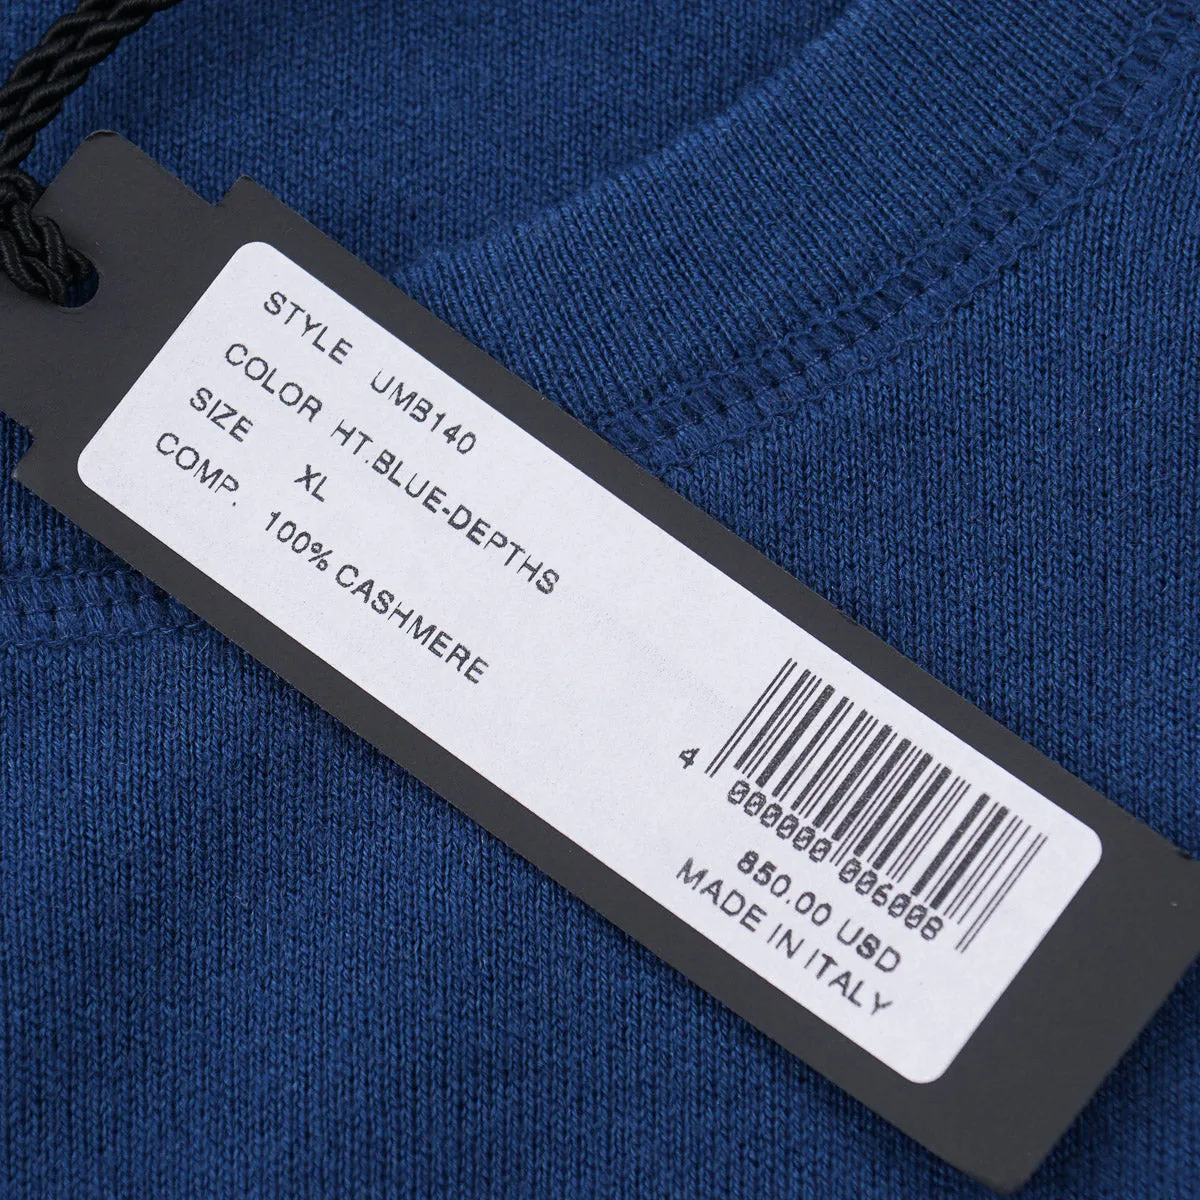 STYLE UMB140
COLOR HT.BLUE-DEPTHS
SIZE XL
COMP. 100% CASHMERE
4 000000 006008
850.00 USD
MADE IN ITALY